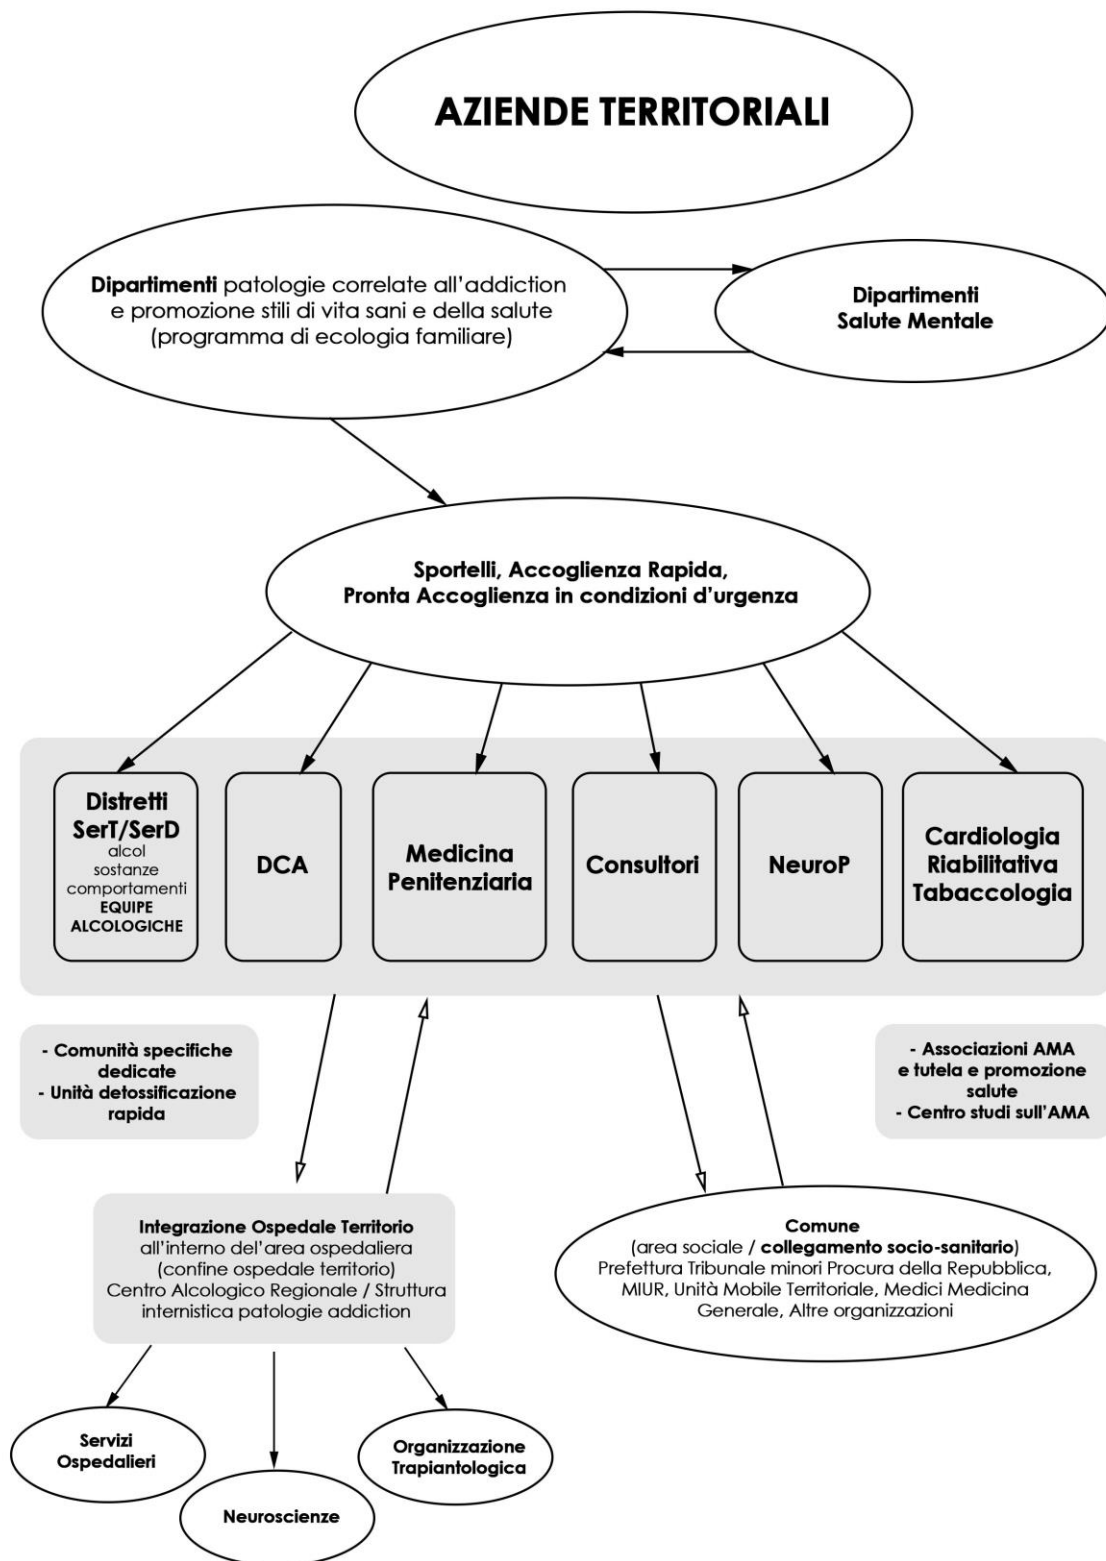 AZIENDE TERRITORIALI
Dipartimenti patologie correlate all'addiction
e promozione stili di vita sani e della salute
(programma di ecologia familiare)
Dipartimenti
Salute Mentale
Sportelli, Accoglienza Rapida,
Pronta Accoglienza in condizioni d'urgenza
Distretti
SerT/SerD
alcol
sostanze
comportamenti
EQUIPE
ALCOLOGICHE
DCA
Medicina
Penitenziaria
Consultori
NeuroP
Cardiologia
Riabilitativa
Tabaccologia
- Comunità specifiche
dedicate
- Unità detossificazione
rapida
- Associazioni AMA
e tutela e promozione
salute
- Centro studi sull'AMA
Integrazione Ospedale Territorio
all'interno del'area ospedaliera
(confine ospedale territorio)
Centro Alcologico Regionale / Struttura
internistica patologie addiction
Comune
(area sociale / collegamento socio-sanitario)
Prefettura Tribunale minori Procura della Repubblica,
MIUR, Unità Mobile Territoriale, Medici Medicina
Generale, Altre organizzazioni
Servizi
Ospedalieri
Neuroscienze
Organizzazione
Trapiantologica